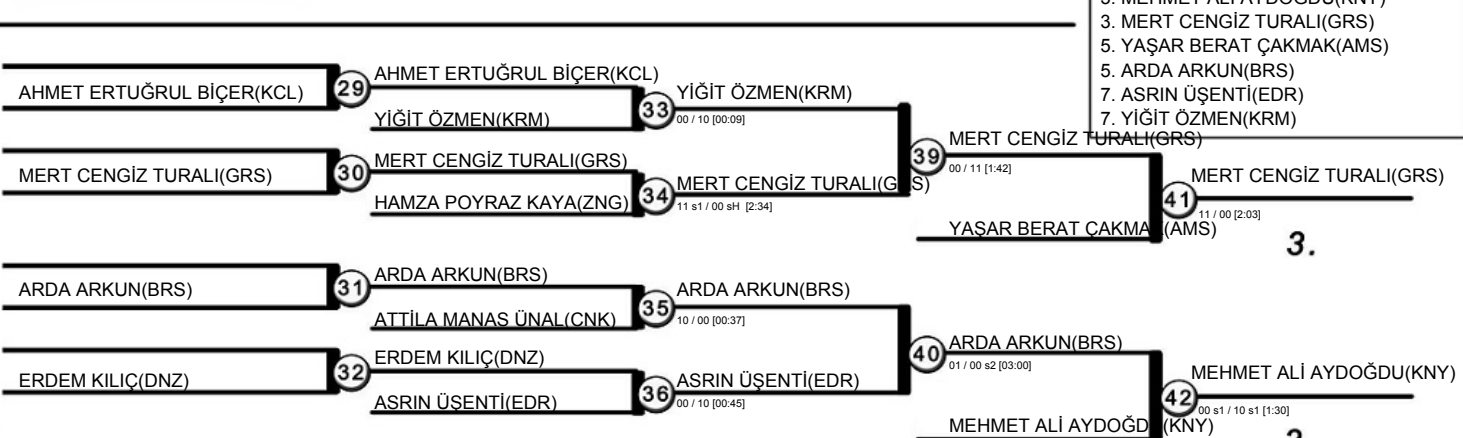 3. MEHMET ALİ AYDOĞDU(KNY)
3. MERT CENGİZ TURALI(GRS)
5. YAŞAR BERAT ÇAKMAK(AMS)
5. ARDA ARKUN(BRS)
7. ASRIN ÜŞENTİ(EDR)
7. YİĞİT ÖZMEN(KRM)
AHMET ERTUĞRUL BİÇER(KCL)
29
AHMET ERTUĞRUL BİÇER(KCL)
YİĞİT ÖZMEN(KRM)
33
YİĞİT ÖZMEN(KRM)
00 / 10 [00:09]
MERT CENGİZ TURALI(GRS)
30
MERT CENGİZ TURALI(GRS)
HAMZA POYRAZ KAYA(ZNG)
34
MERT CENGİZ TURALI(GRS)
11 s1 / 00 sH [2:34]
39
MERT CENGİZ TURALI(GRS)
00 / 11 [1:42]
YAŞAR BERAT ÇAKMAK(AMS)
41
MERT CENGİZ TURALI(GRS)
11 / 00 [2:03]
3.
ARDA ARKUN(BRS)
31
ARDA ARKUN(BRS)
ATTİLA MANAS ÜNAL(CNK)
35
ARDA ARKUN(BRS)
10 / 00 [00:37]
ERDEM KILIÇ(DNZ)
32
ERDEM KILIÇ(DNZ)
ASRIN ÜŞENTİ(EDR)
36
ASRIN ÜŞENTİ(EDR)
00 / 10 [00:45]
40
ARDA ARKUN(BRS)
01 / 00 s2 [03:00]
MEHMET ALİ AYDOĞDU(KNY)
42
MEHMET ALİ AYDOĞDU(KNY)
00 s1 / 10 s1 [1:30]